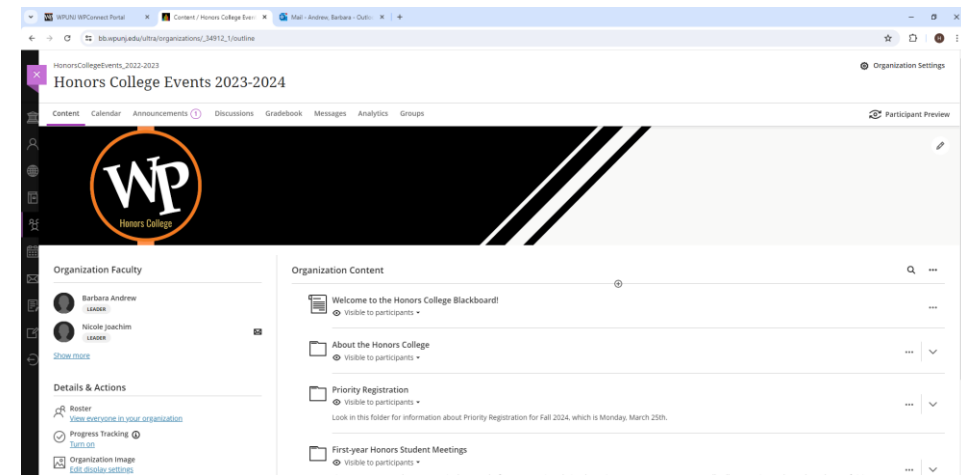 WPUNJ WPConnect Portal
Content / Honors College Even
Mail - Andrew, Barbara - Outlo
bb.wpunj.edu/ultra/organizations/_34912_1/outline
HonorsCollegeEvents_2022-2023
Organization Settings
Honors College Events 2023-2024
Content Calendar Announcements 1 Discussions Gradebook Messages Analytics Groups
Participant Preview
WP
Honors College
Organization Faculty
Barbara Andrew
LEADER
Nicole Joachim
LEADER
Show more
Details & Actions
Roster
View everyone in your organization
Progress Tracking
Turn on
Organization Image
Edit display settings
Organization Content
Welcome to the Honors College Blackboard!
Visible to participants
About the Honors College
Visible to participants
Priority Registration
Visible to participants
Look in this folder for information about Priority Registration for Fall 2024, which is Monday, March 25th.
First-year Honors Student Meetings
Visible to participants